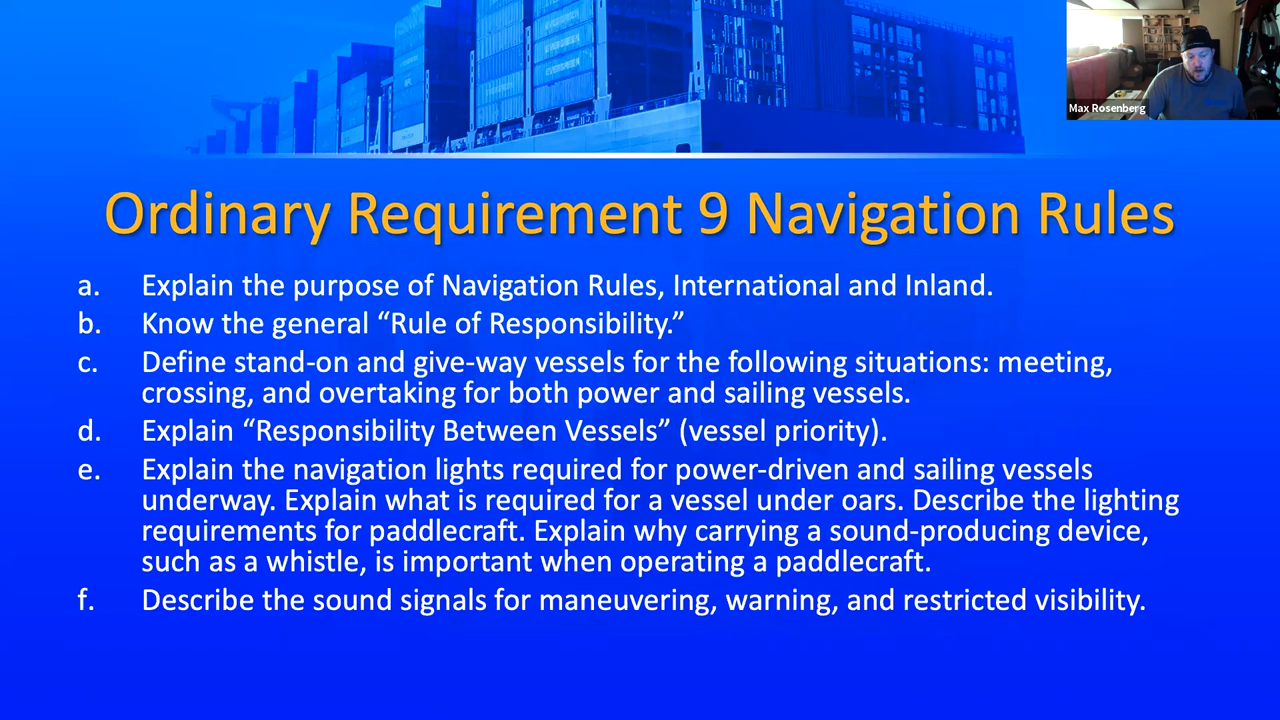 Max Rosenberg
Ordinary Requirement 9 Navigation Rules
a. Explain the purpose of Navigation Rules, International and Inland.
b. Know the general “Rule of Responsibility.”
c. Define stand-on and give-way vessels for the following situations: meeting,
crossing, and overtaking for both power and sailing vessels.
d. Explain “Responsibility Between Vessels” (vessel priority).
e. Explain the navigation lights required for power-driven and sailing vessels
underway. Explain what is required for a vessel under oars. Describe the lighting
requirements for paddlecraft. Explain why carrying a sound-producing device,
such as a whistle, is important when operating a paddlecraft.
f. Describe the sound signals for maneuvering, warning, and restricted visibility.